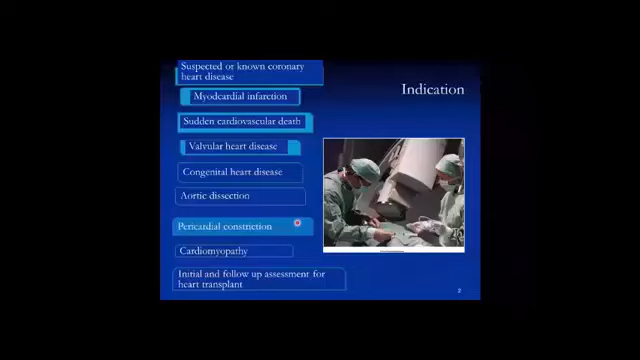 Suspected or known coronary
heart disease
Indication
Myodcardial infarction
Sudden cardiovascular death
Valvular heart disease
Congenital heart disease
Aortic dissection
Pericardial constriction
Cardiomyopathy
Initial and follow up assessment for
heart transplant
2